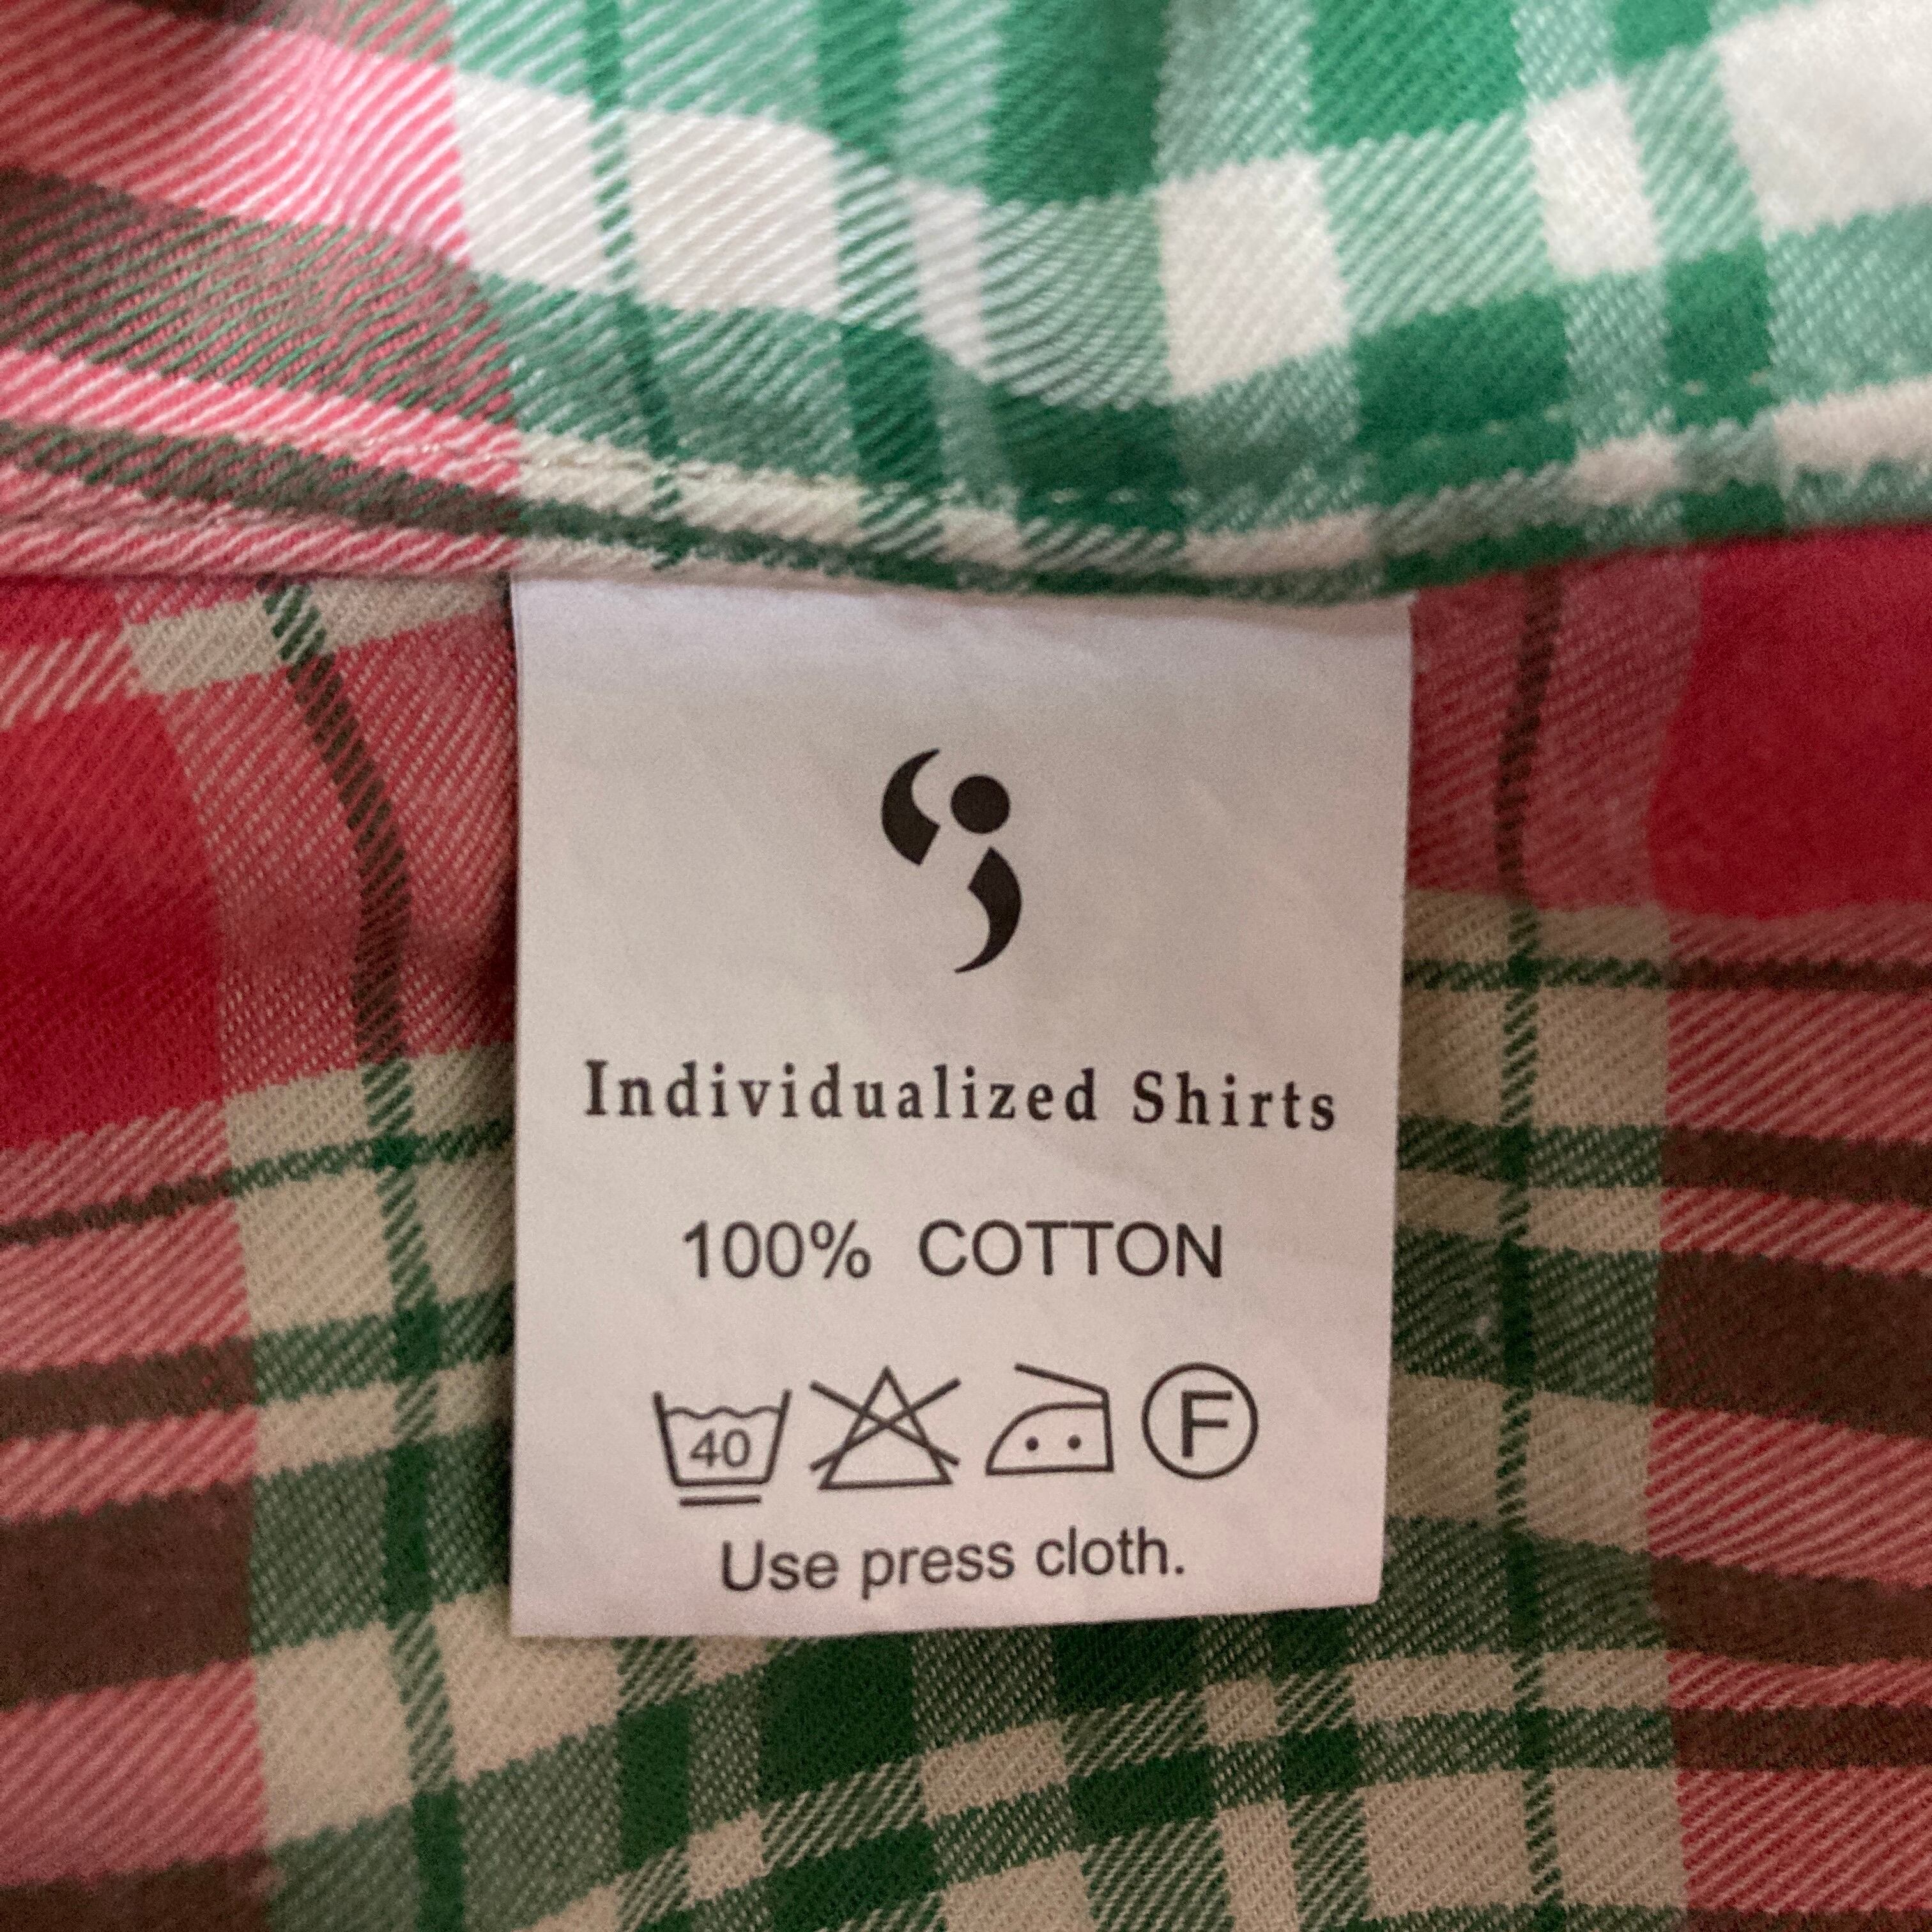 Individualized Shirts
100% COTTON
40 F
Use press cloth.